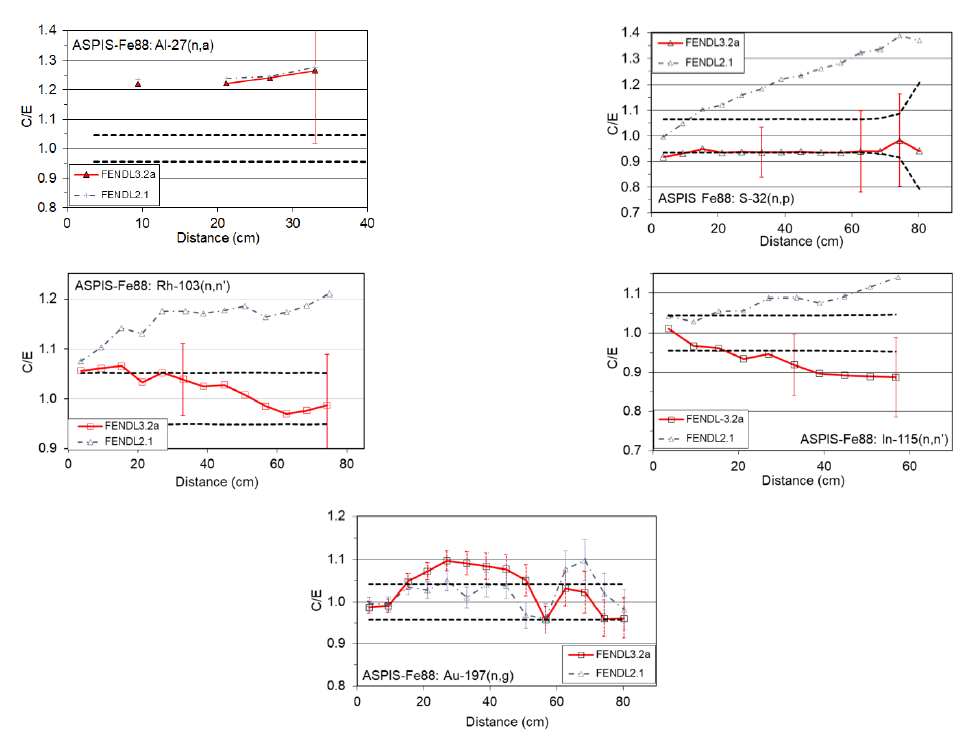 ASPIS-Fe88: Al-27(n,a)
C/E
1.4
1.3
1.2
1.1
1.0
0.9
0.8
FENDL3.2a
FENDL2.1
0
10
20
30
40
Distance (cm)
FENDL3.2a
FENDL2.1
C/E
1.4
1.3
1.2
1.1
1.0
0.9
0.8
0.7
ASPIS Fe88: S-32(n,p)
0
20
40
60
80
100
Distance (cm)
ASPIS-Fe88: Rh-103(n,n')
C/E
1.2
1.1
1.0
0.9
FENDL3.2a
FENDL2.1
0
20
40
60
80
Distance (cm)
C/E
1.1
1.0
0.9
0.8
0.7
FENDL-3.2a
FENDL2.1
ASPIS-Fe88: In-115(n,n')
0
20
40
60
Distance (cm)
C/E
1.2
1.1
1.0
0.9
0.8
FENDL3.2a
FENDL2.1
ASPIS-Fe88: Au-197(n,g)
0
20
40
60
80
Distance (cm)